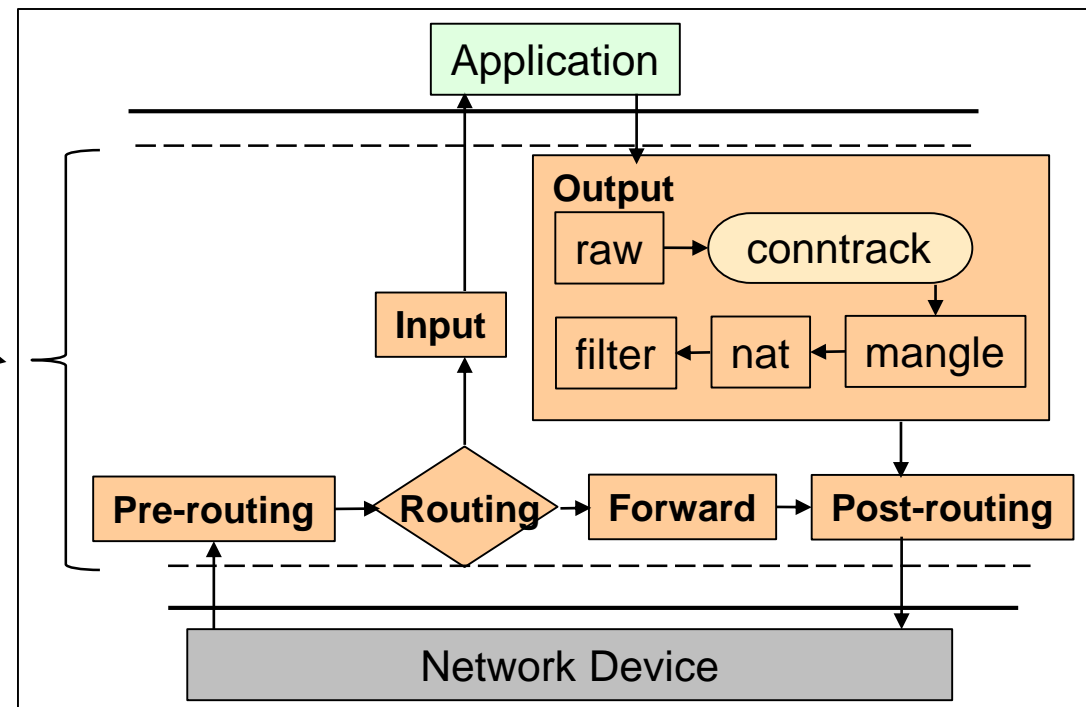 Application
Output
raw
conntrack
Input
filter
nat
mangle
Pre-routing
Routing
Forward
Post-routing
Network Device